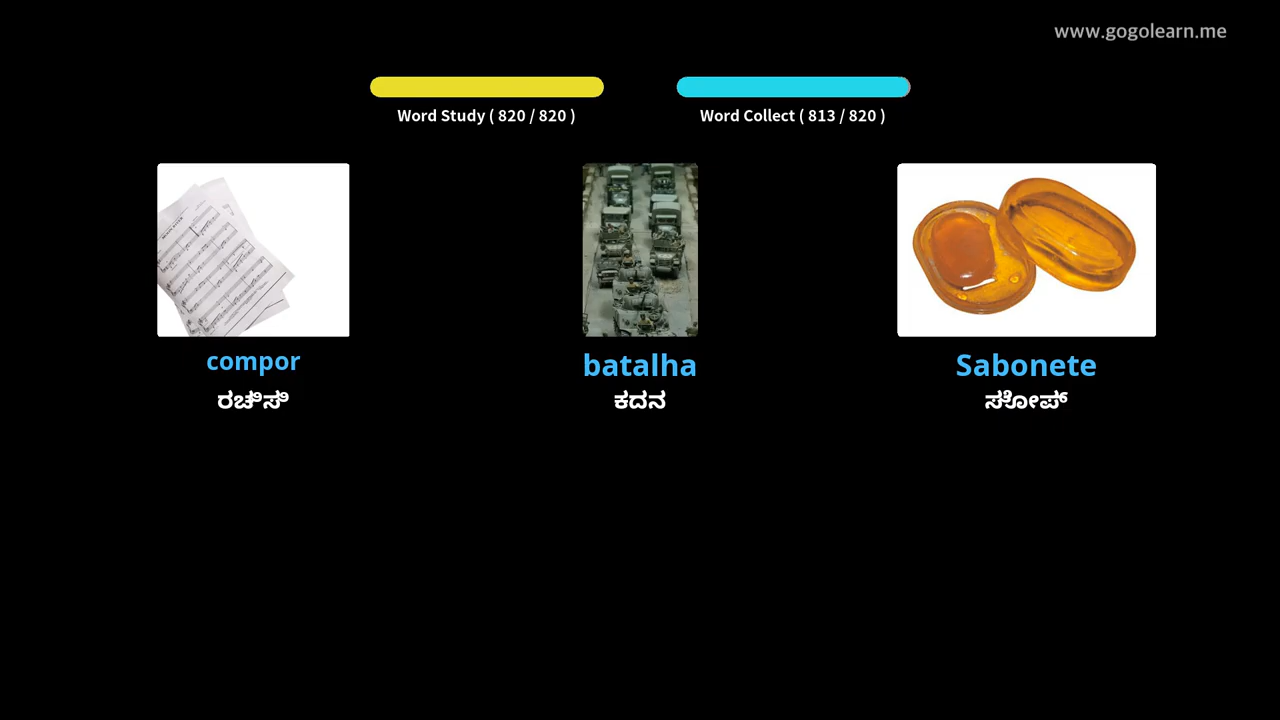 www.gogolearn.me
Word Study ( 820 / 820 )
Word Collect ( 813 / 820 )
compor
batalha
Sabonete
ರಚಿಸಿ
ಕದನ
ಸೋಪ್